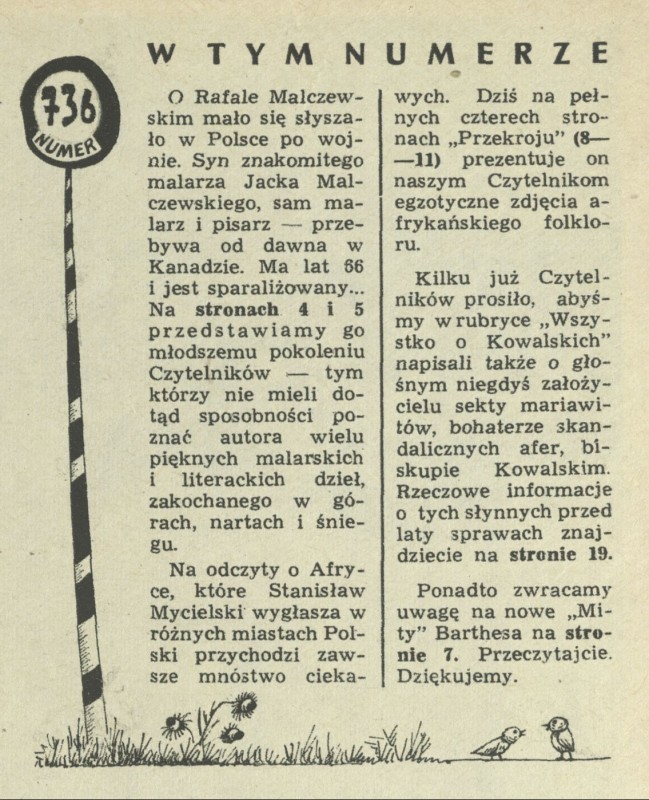 W TYM NUMERZE
736
NUMER
O Rafale Malczew-
skim mało się słysza-
ło w Polsce po woj-
nie. Syn znakomitego
malarza Jacka Mal-
czewskiego, sam ma-
larz i pisarz — prze-
bywa od dawna w
Kanadzie. Ma lat 66
i jest sparaliżowany...
Na stronach 4 i 5
przedstawiamy go
młodszemu pokoleniu
Czytelników — tym
którzy nie mieli do-
tąd sposobności po-
znać autora wielu
pięknych malarskich
i literackich dzieł,
zakochanego w gó-
rach, nartach i śnie-
gu.
Na odczyty o Afry-
ce, które Stanisław
Mycielski wygłasza w
różnych miastach Pol-
ski przychodzi zaw-
sze mnóstwo cieka-
wych. Dziś na peł-
nych czterech stro-
nach „Przekroju” (8—
—11) prezentuje on
naszym Czytelnikom
egzotyczne zdjęcia a-
frykańskiego folklo-
ru.
Kilku już Czytel-
ników prosiło, abyś-
my w rubryce „Wszy-
stko o Kowalskich”
napisali także o gło-
śnym niegdyś założy-
cielu sekty mariawi-
tów, bohaterze skan-
dalicznych afer, bi-
skupie Kowalskim.
Rzeczowe informacje
o tych słynnych przed
laty sprawach znaj-
dziecie na stronie 19.
Ponadto zwracamy
uwagę na nowe „Mi-
ty” Barthesa na stro-
nie 7. Przeczytajcie.
Dziękujemy.